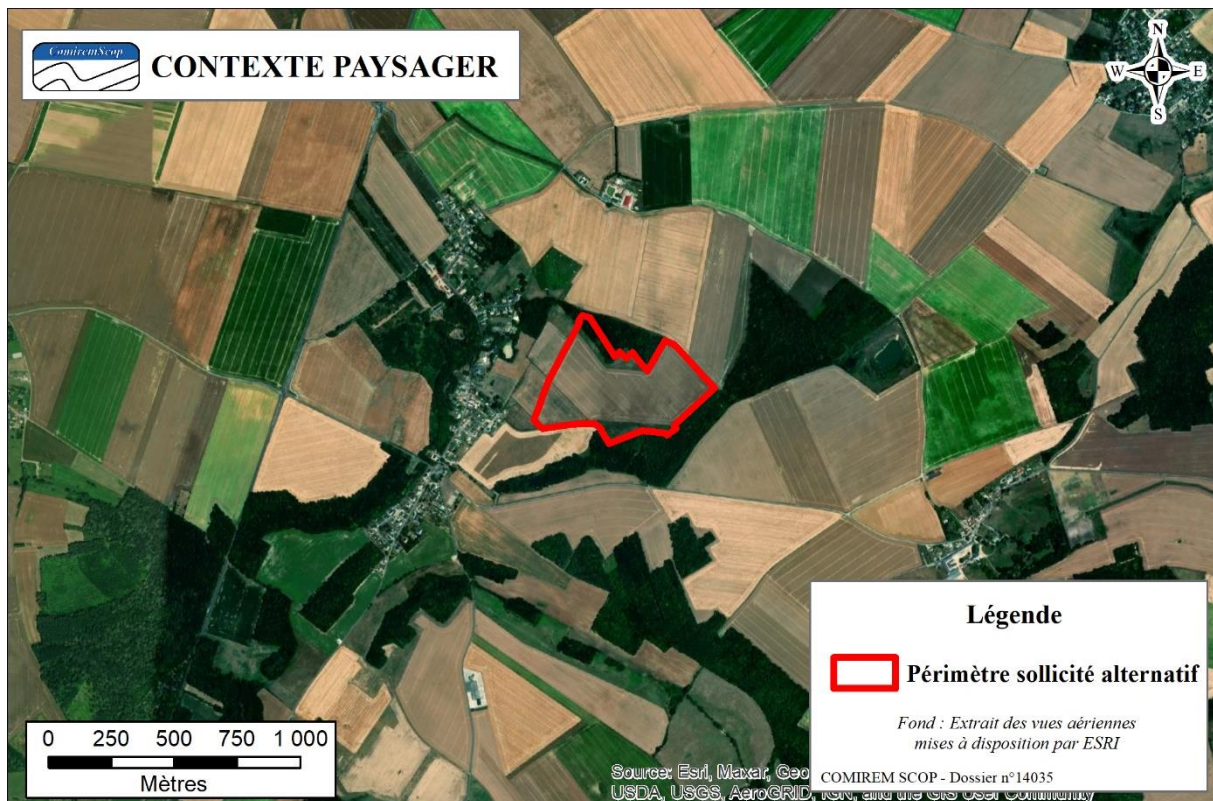 ComiremScop
CONTEXTE PAYSAGER
N
W E
S
Légende
Périmètre sollicité alternatif
Fond : Extrait des vues aériennes
mises à disposition par ESRI
COMIREM SCOP - Dossier n°14035
0 250 500 750 1 000
Mètres
Source: Esri, Maxar, Geo
USDA, USGS, AeroGRID, IGN, and the GIS User Community